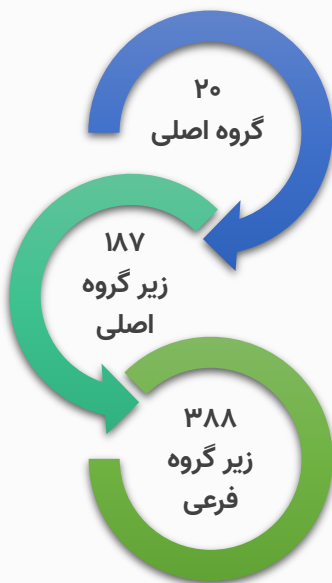 ۲۰
گروه اصلی
۱۸۷
زیر گروه
اصلی
۳۸۸
زیر گروه
فرعی